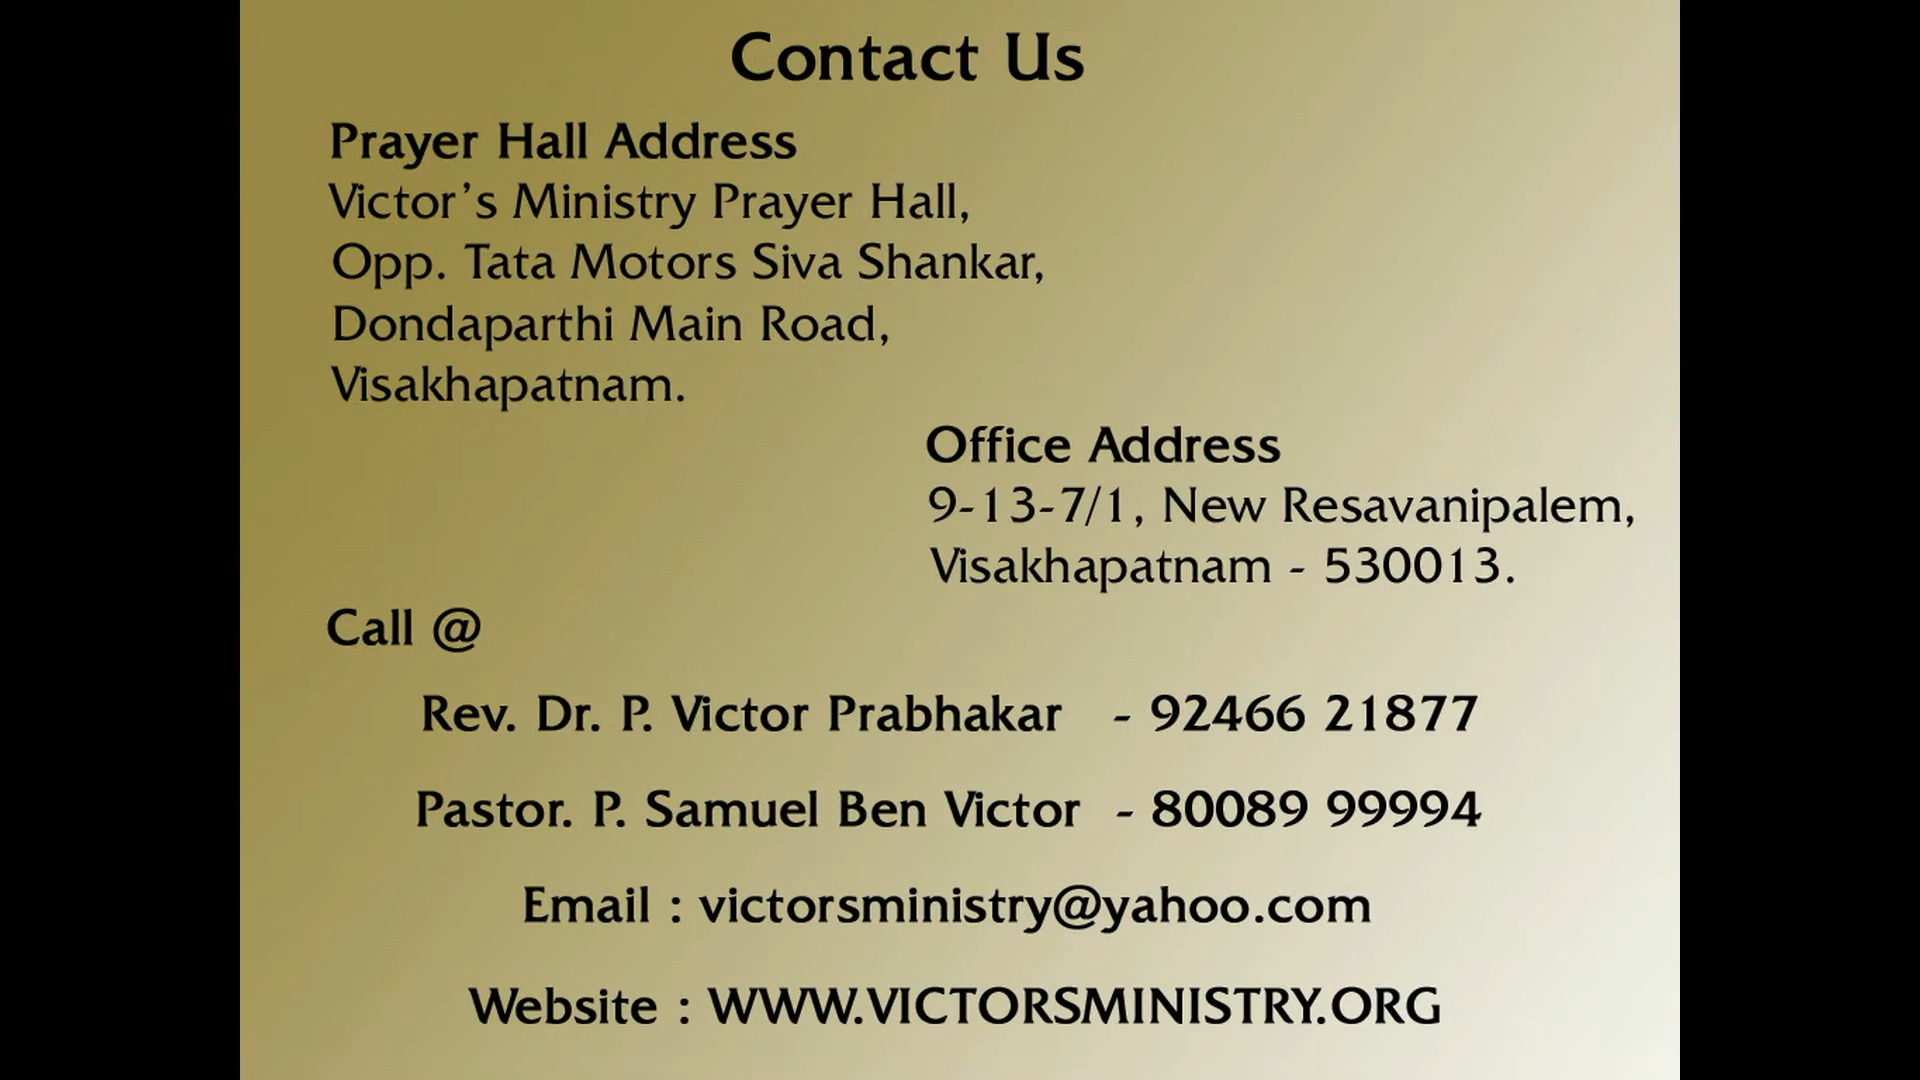 Contact Us
Prayer Hall Address
Victor's Ministry Prayer Hall,
Opp. Tata Motors Siva Shankar,
Dondaparthi Main Road,
Visakhapatnam.
Office Address
9-13-7/1, New Resavanipalem,
Visakhapatnam - 530013.
Call @
Rev. Dr. P. Victor Prabhakar - 92466 21877
Pastor. P. Samuel Ben Victor - 80089 99994
Email : victorsministry@yahoo.com
Website : WWW.VICTORSMINISTRY.ORG